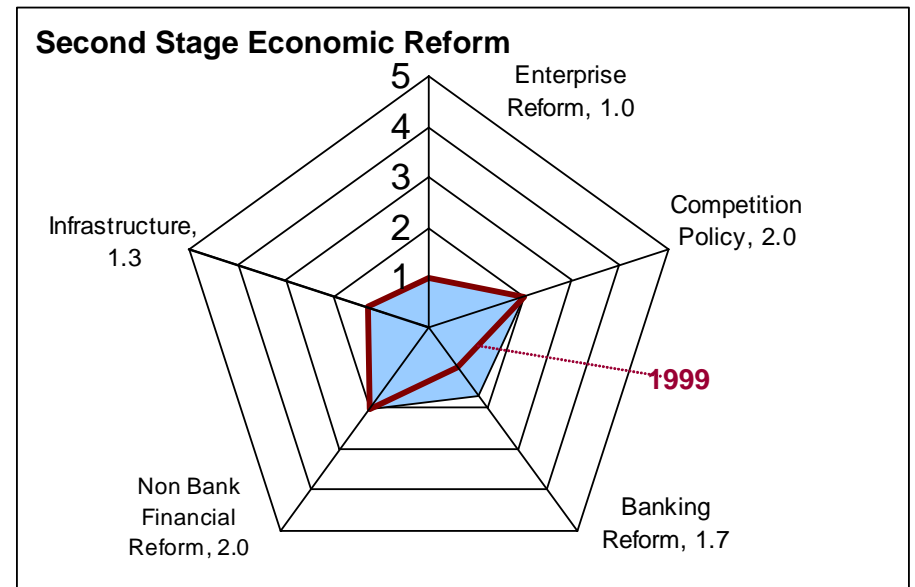 Second Stage Economic Reform
5
Enterprise
Reform, 1.0
4
3
Competition
Policy, 2.0
Infrastructure,
1.3
2
1
1999
Non Bank
Financial
Reform, 2.0
Banking
Reform, 1.7